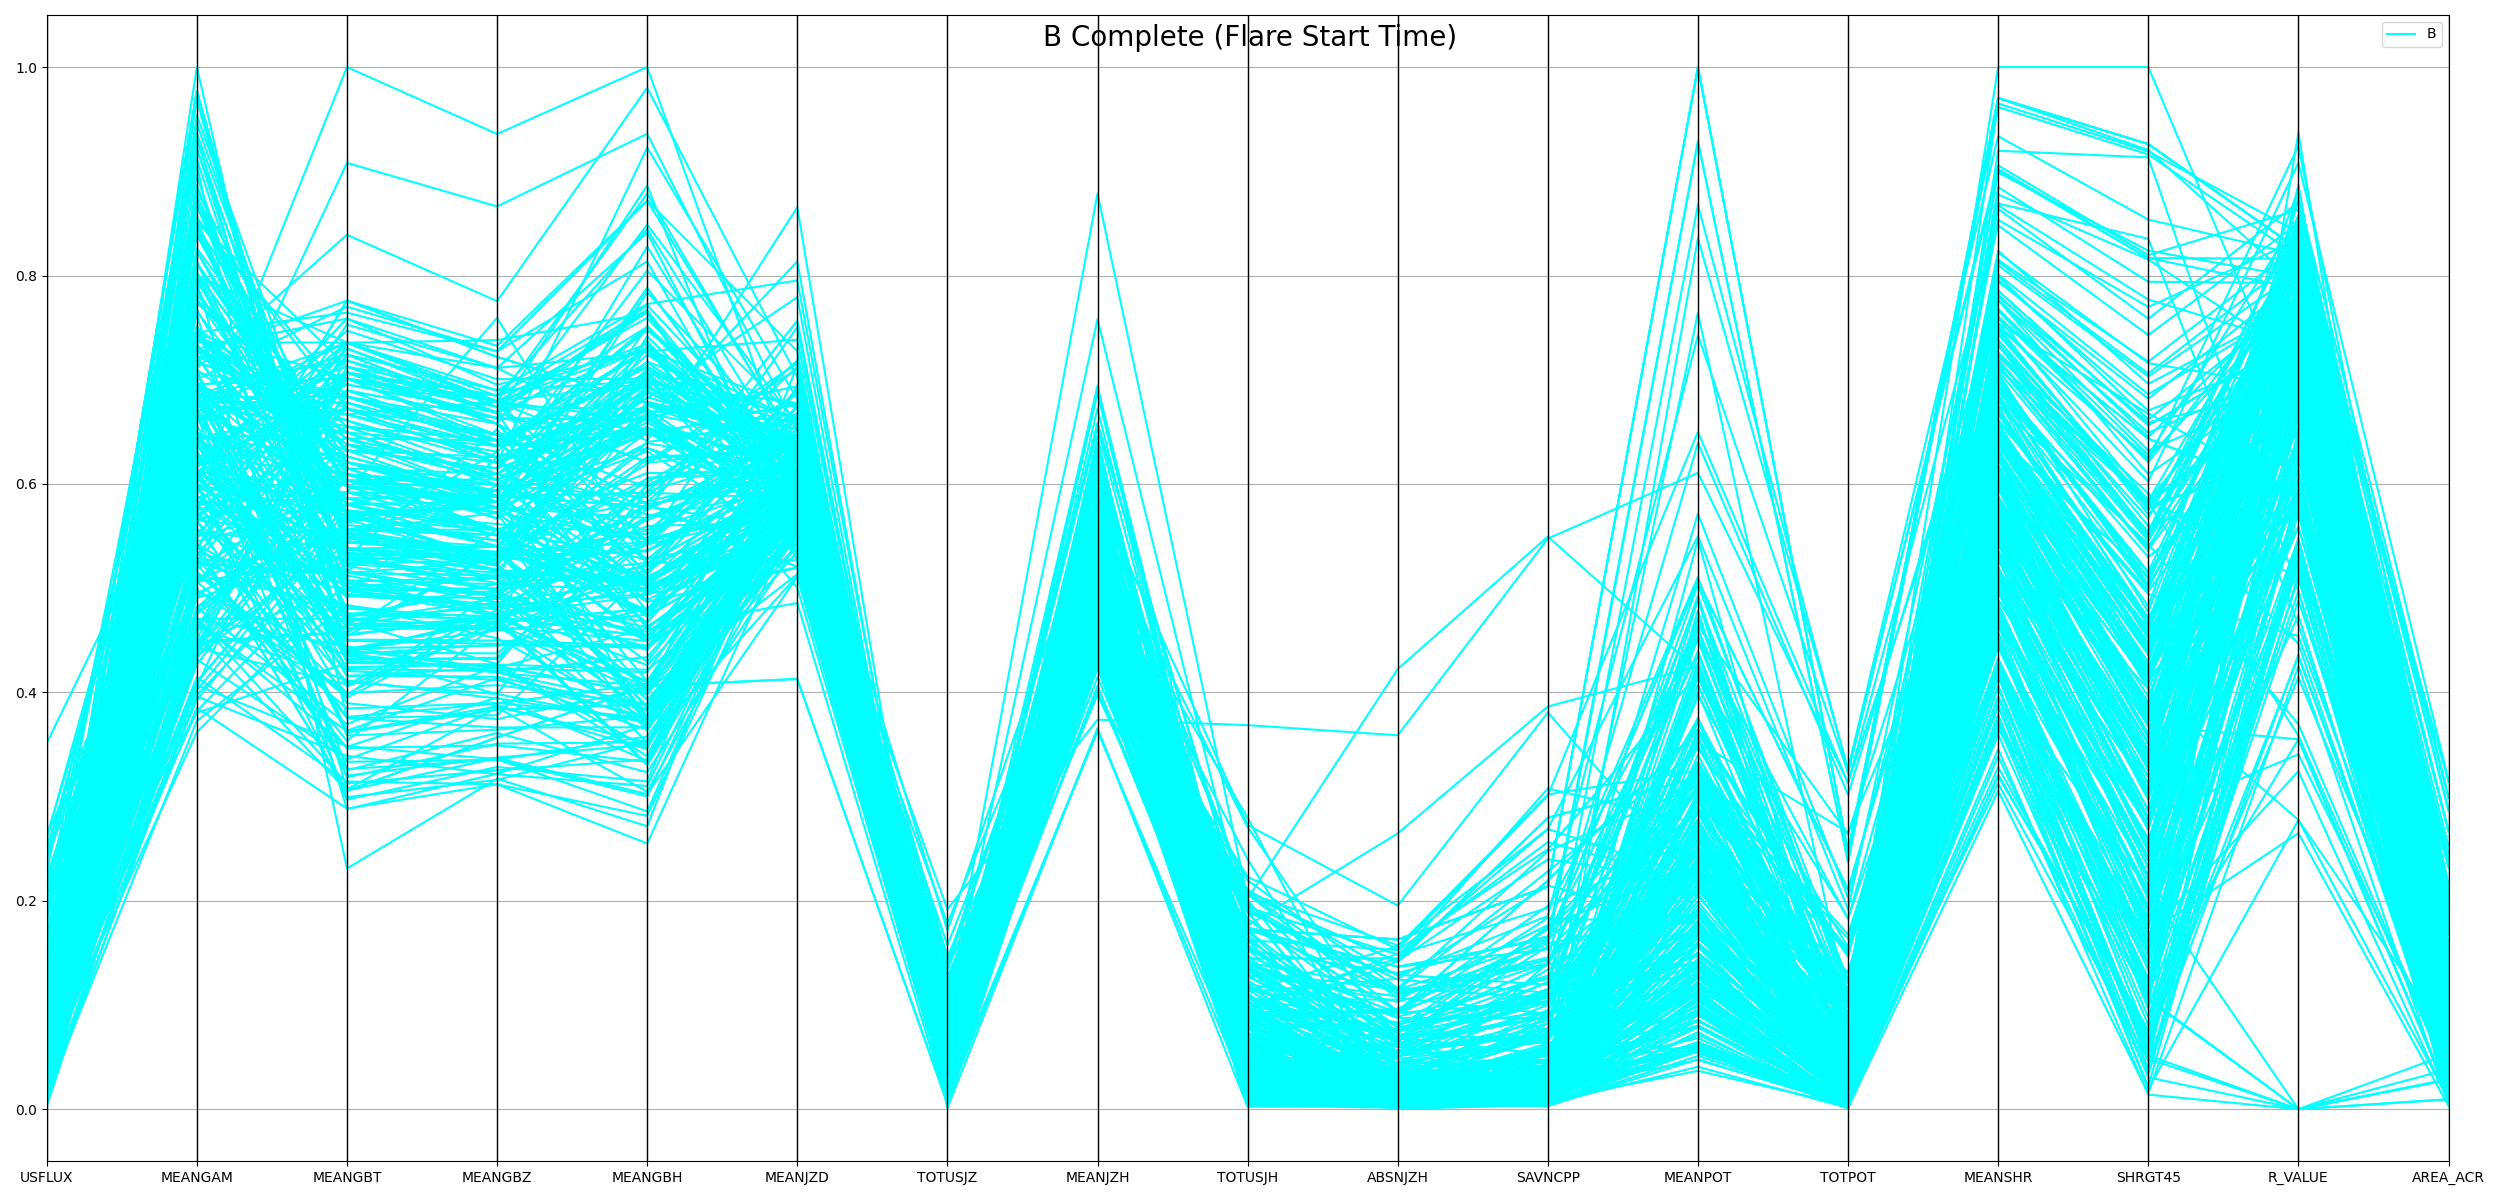 B Complete (Flare Start Time)
B
1.0
0.8
0.6
0.4
0.2
0.0
USFLUX MEANGAM MEANGBT MEANGBZ MEANGBH MEANJZD TOTUSJZ MEANJZH TOTUSJH ABSNJZH SAVNCPP MEANPOT TOTPOT MEANSHR SHRGT45 R_VALUE AREA_ACR